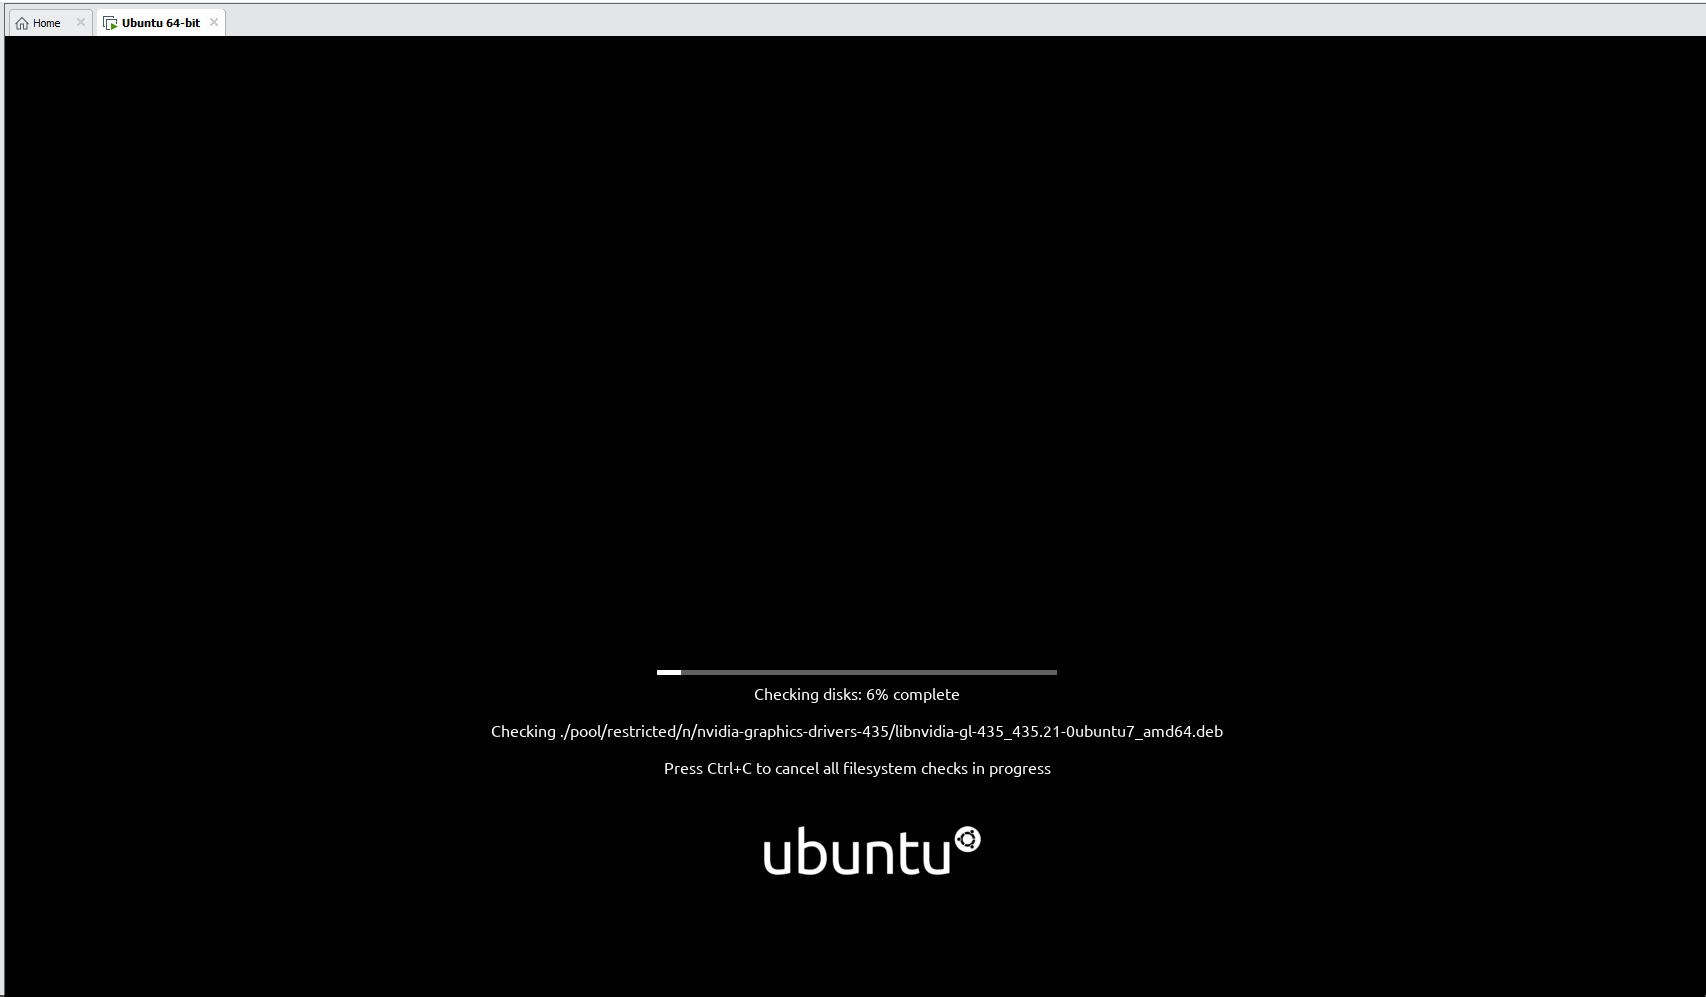 Home
Ubuntu 64-bit
Checking disks: 6% complete
Checking ./pool/restricted/n/nvidia-graphics-drivers-435/libnvidia-gl-435_435.21-0ubuntu7_amd64.deb
Press Ctrl+C to cancel all filesystem checks in progress
ubuntu